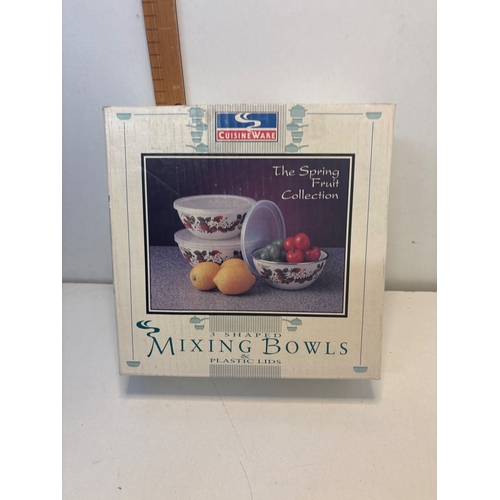 CUISINEWARE
The Spring
Fruit
Collection
3 SHAPED
MIXING BOWLS
&
PLASTIC LIDS